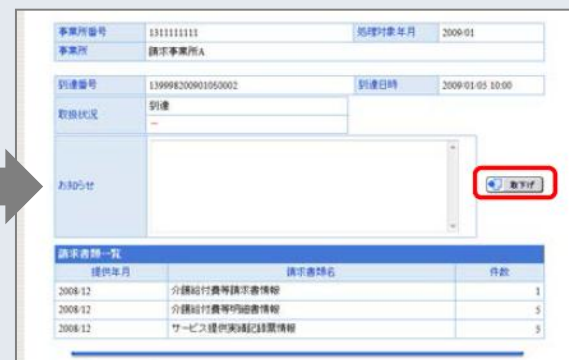 事業所番号 1311111111 処理対象年月 2009/01
事業所 請求事業所A
到達番号 139998200901050002 到達日時 2009/01/05 10:00
取扱状況 到達
―
お知らせ
取下げ
請求書類一覧
提供年月 請求書類名 件数
2008/12 介護給付費等請求書情報 1
2008/12 介護給付費等明細書情報 5
2008/12 サービス提供実績記録票情報 5